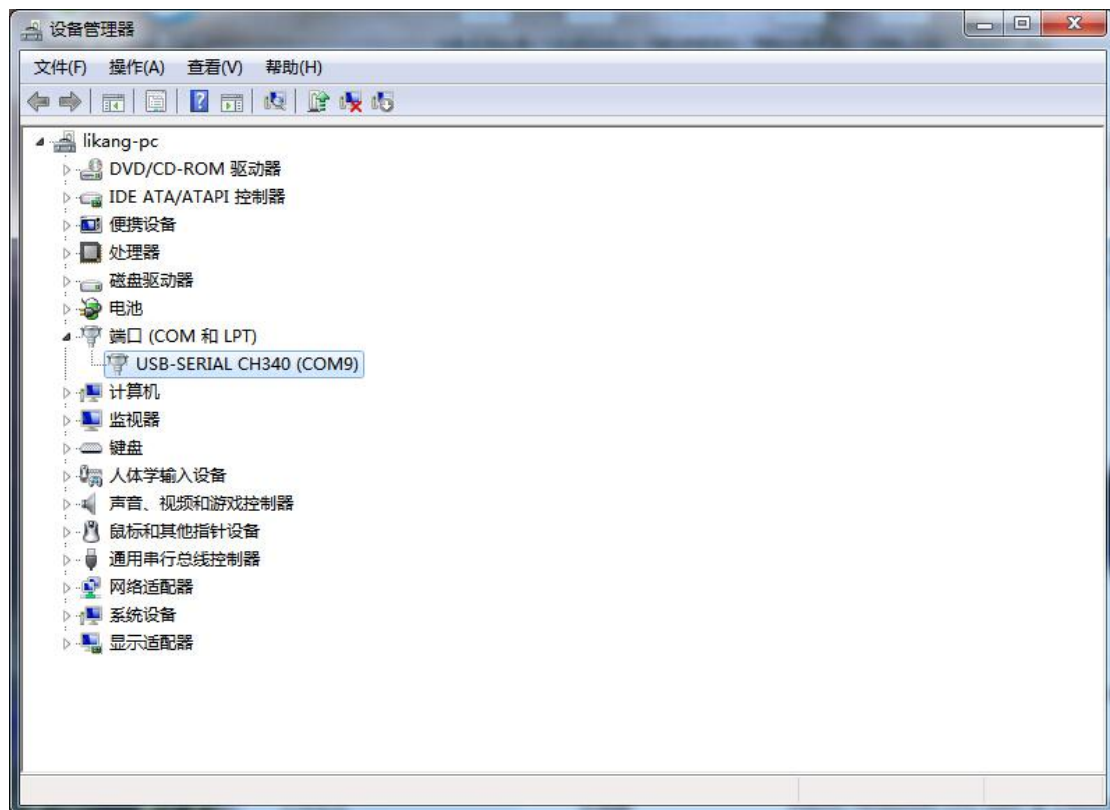 设备管理器
文件(F) 操作(A) 查看(V) 帮助(H)
likang-pc
DVD/CD-ROM 驱动器
IDE ATA/ATAPI 控制器
便携设备
处理器
磁盘驱动器
电池
端口 (COM 和 LPT)
USB-SERIAL CH340 (COM9)
计算机
监视器
键盘
人体学输入设备
声音、视频和游戏控制器
鼠标和其他指针设备
通用串行总线控制器
网络适配器
系统设备
显示适配器